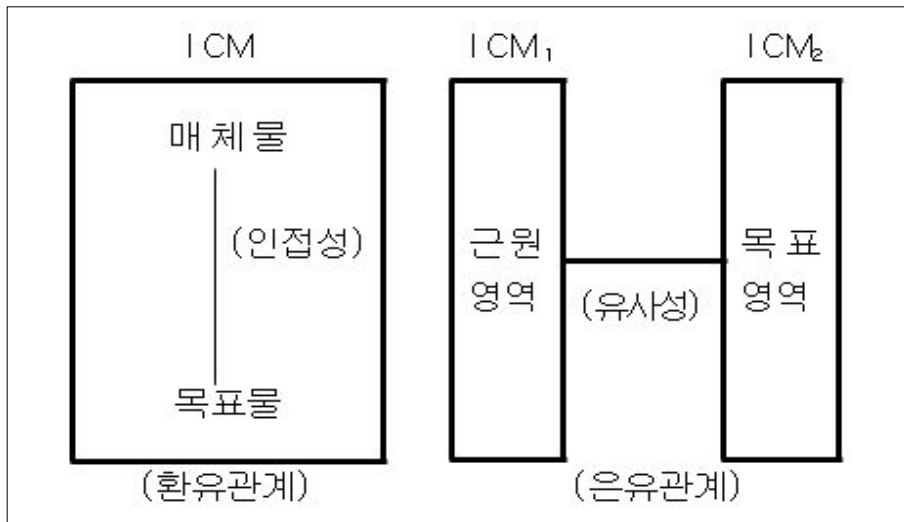 ICM
매체물
(인접성)
목표물
(환유관계)
ICM₁
ICM₂
근원
영역
(유사성)
목표
영역
(은유관계)